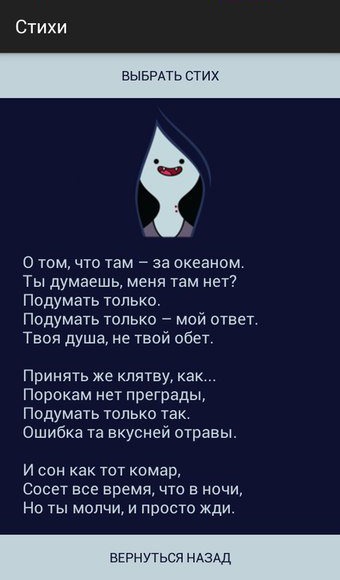 Стихи
ВЫБРАТЬ СТИХ
О том, что там – за океаном.
Ты думаешь, меня там нет?
Подумать только.
Подумать только – мой ответ.
Твоя душа, не твой обет.
Принять же клятву, как...
Порокам нет преграды,
Подумать только так.
Ошибка та вкусней отравы.
И сон как тот комар,
Сосет все время, что в ночи,
Но ты молчи, и просто жди.
ВЕРНУТЬСЯ НАЗАД